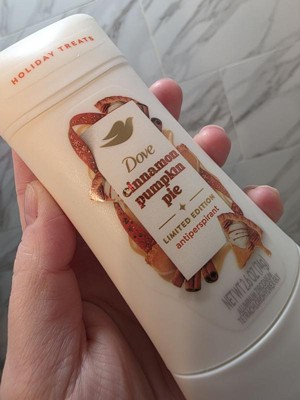 HOLIDAY TREATS
Dove
cinnamon &
pumpkin
pie
LIMITED EDITION
antiperspirant